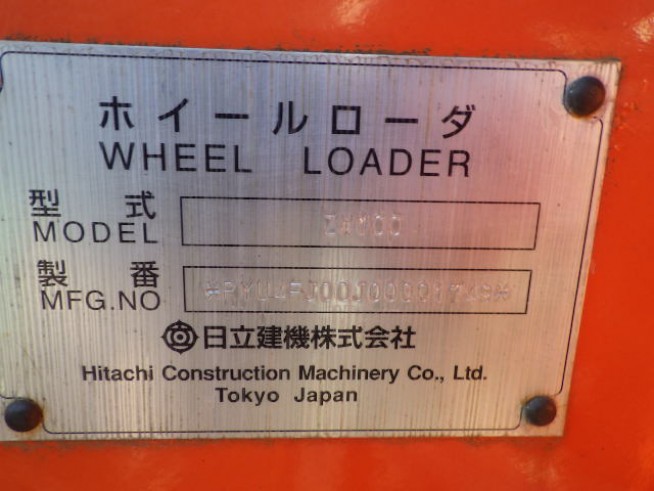 ホイールローダ
WHEEL LOADER
型 式
MODEL
製 番
MFG.NO
日立建機株式会社
Hitachi Construction Machinery Co., Ltd.
Tokyo Japan